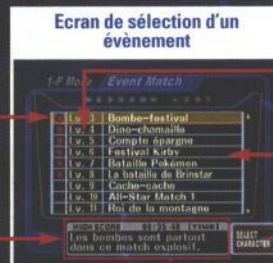 Ecran de sélection d'un
évènement
1-P Mode Event Match
Lv. 3 Bombe-festival
Lv. 4 Dino-chamaille
Lv. 5 Compte épargne
Lv. 6 Festival Kirby
Lv. 7 Bataille Pokémon
Lv. 8 La bataille de Brinstar
Lv. 9 Cache-cache
Lv. 10 All-Star Match 1
Lv. 11 Roi de la montagne
HIGH SCORE
Les bombes sont partout
dans ce match explosif.
SELECT
CHARACTER